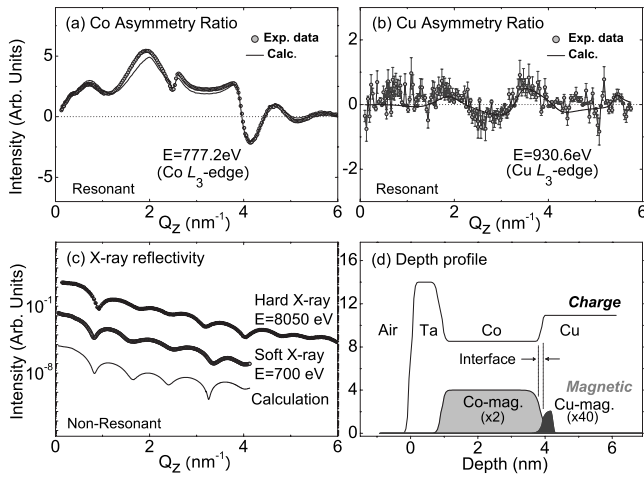 (a) Co Asymmetry Ratio
Exp. data
Calc.
5
0
-5
E=777.2eV
(Co L3-edge)
Resonant
0 2 4 6
Qz (nm-1)
Intensity (Arb. Units)
(b) Cu Asymmetry Ratio
Exp. data
Calc.
2
0
-2
E=930.6eV
(Cu L3-edge)
Resonant
0 2 4 6
Qz (nm-1)
Intensity (Arb. Units)
(c) X-ray reflectivity
10-1
10-8
Hard X-ray
E=8050 eV
Soft X-ray
E=700 eV
Calculation
Non-Resonant
0 2 4 6
Qz (nm-1)
Intensity (Arb. Units)
(d) Depth profile
16
12
8
4
0
Charge
Air Ta Co Cu
Interface
Magnetic
Co-mag.
(x2)
Cu-mag.
(x40)
0 1 2 3 4 5 6
Depth (nm)